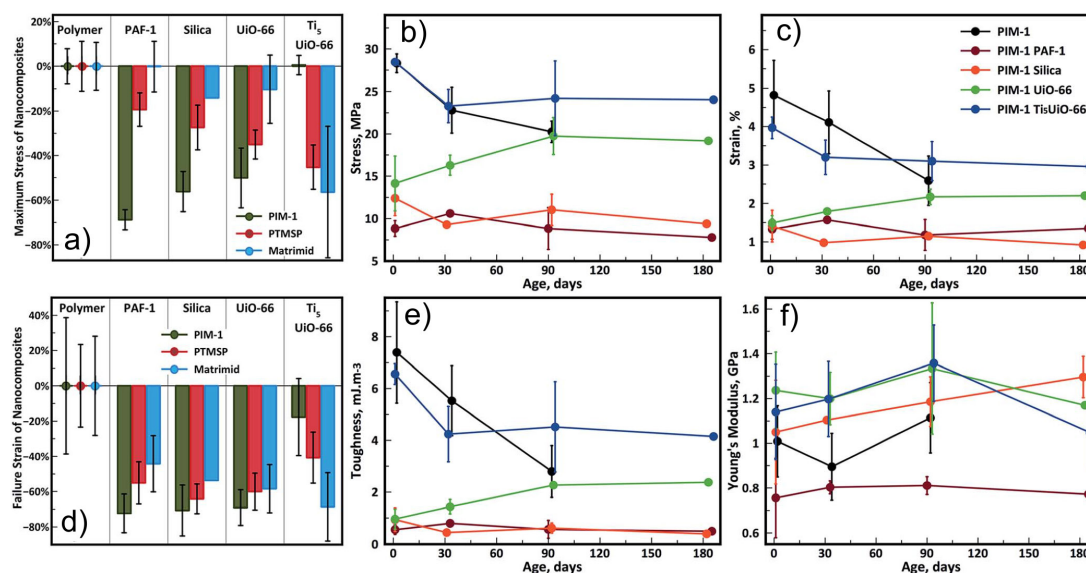 20%
0%
-20%
-40%
-60%
-80%
Maximum Stress of Nanocomposites
Polymer
PAF-1
Silica
UiO-66
Ti5
UiO-66
a)
PIM-1
PTMSP
Matrimid
b)
35
30
25
20
15
10
5
Stress, MPa
0
30
60
90
120
150
180
Age, days
c)
6
5
4
3
2
1
Strain, %
PIM-1
PIM-1 PAF-1
PIM-1 Silica
PIM-1 UiO-66
PIM-1 Ti5UiO-66
0
30
60
90
120
150
180
Age, days
40%
20%
0%
-20%
-40%
-60%
-80%
Failure Strain of Nanocomposites
Polymer
PAF-1
Silica
UiO-66
Ti5
UiO-66
PIM-1
PTMSP
Matrimid
d)
e)
8
6
4
2
0
Toughness, mJ.m-3
0
30
60
90
120
150
180
Age, days
f)
1.6
1.4
1.2
1
0.8
0.6
Young's Modulus, GPa
0
30
60
90
120
150
180
Age, days